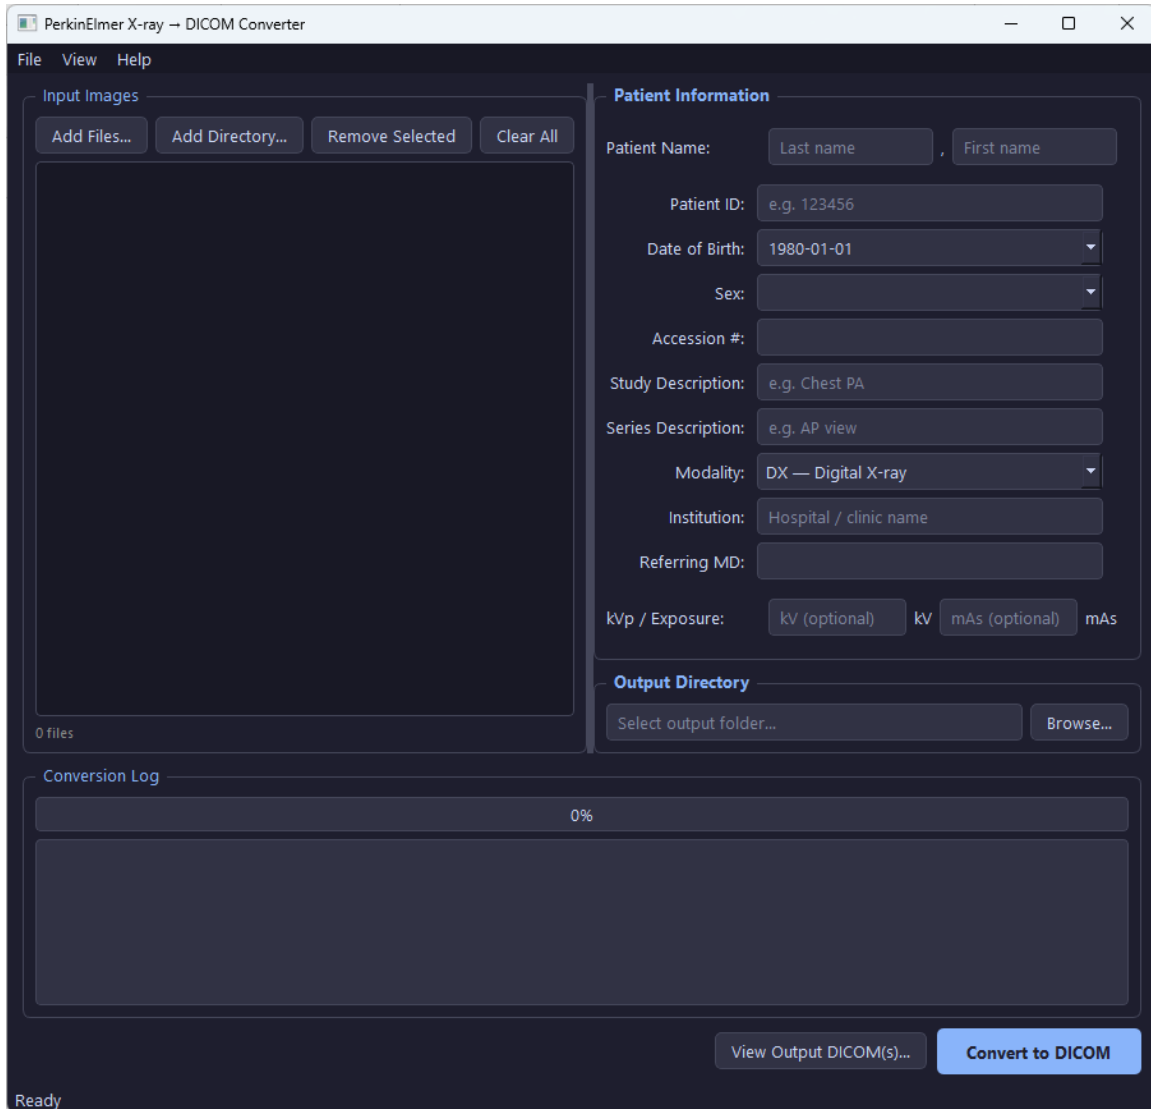 PerkinElmer X-ray → DICOM Converter
File View Help
Input Images
Add Files... Add Directory... Remove Selected Clear All
0 files
Patient Information
Patient Name: Last name , First name
Patient ID: e.g. 123456
Date of Birth: 1980-01-01
Sex:
Accession #:
Study Description: e.g. Chest PA
Series Description: e.g. AP view
Modality: DX — Digital X-ray
Institution: Hospital / clinic name
Referring MD:
kVp / Exposure: kV (optional) kV mAs (optional) mAs
Output Directory
Select output folder... Browse...
Conversion Log
0%
View Output DICOM(s)... Convert to DICOM
Ready